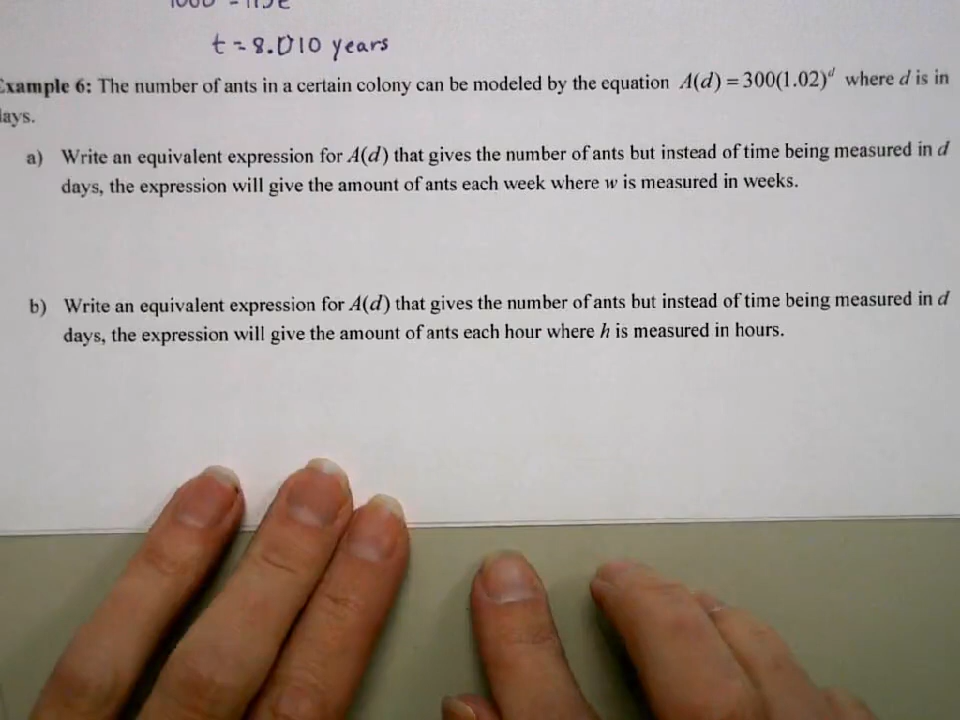 t = 8.010 years
Example 6: The number of ants in a certain colony can be modeled by the equation A(d) = 300(1.02)^d where d is in
days.
a) Write an equivalent expression for A(d) that gives the number of ants but instead of time being measured in d
days, the expression will give the amount of ants each week where w is measured in weeks.
b) Write an equivalent expression for A(d) that gives the number of ants but instead of time being measured in d
days, the expression will give the amount of ants each hour where h is measured in hours.